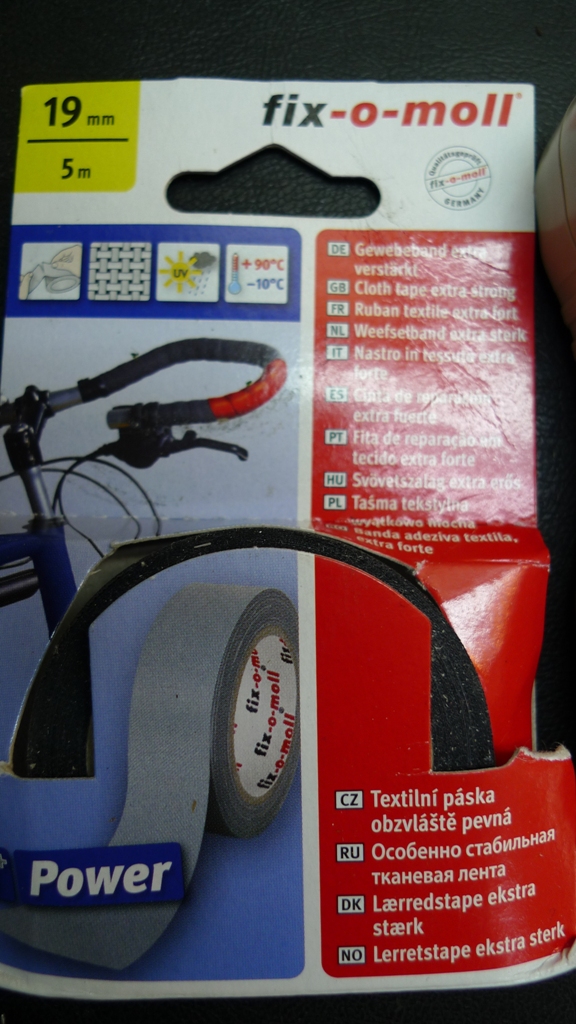 19 mm
5 m
fix-o-moll®
Qualitätsgeprüft
fix-o-moll
GERMANY
UV
+90°C
-10°C
DE Gewebeband extra
verstärkt
GB Cloth tape extra strong
FR Ruban textile extra fort
NL Weefselband extra sterk
IT Nastro in tessuto extra
forte
ES Cinta de reparación
extra fuerte
PT Fita de reparação em
tecido extra forte
HU Svövetszalag extra erős
PL Taśma tekstylna
wyjątkowo mocna
Banda adeziva textila,
extra forte
fix-o-moll
fix-o-moll®
fix-o-moll
+
Power
CZ Textilní páska
obzvláště pevná
RU Особенно стабильная
тканевая лента
DK Lærredstape ekstra
stærk
NO Lerretstape ekstra sterk